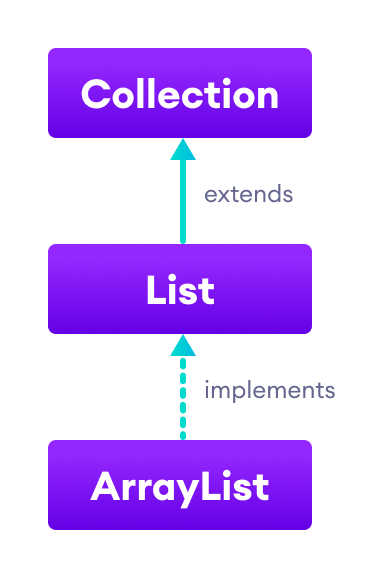 Collection
extends
List
implements
ArrayList